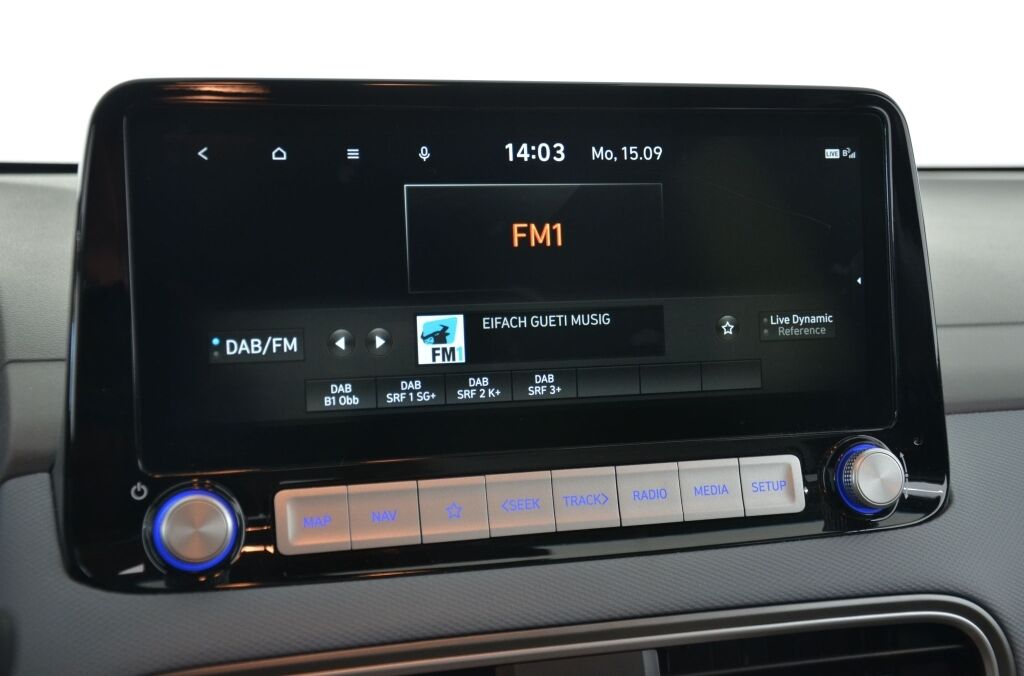 14:03 Mo, 15.09
LIVE
FM1
DAB/FM
FM1
EIFACH GUETI MUSIG
Live Dynamic
Reference
DAB
B1 Obb
DAB
SRF 1 SG+
DAB
SRF 2 K+
DAB
SRF 3+
MAP
NAV
<SEEK
TRACK>
RADIO
MEDIA
SETUP